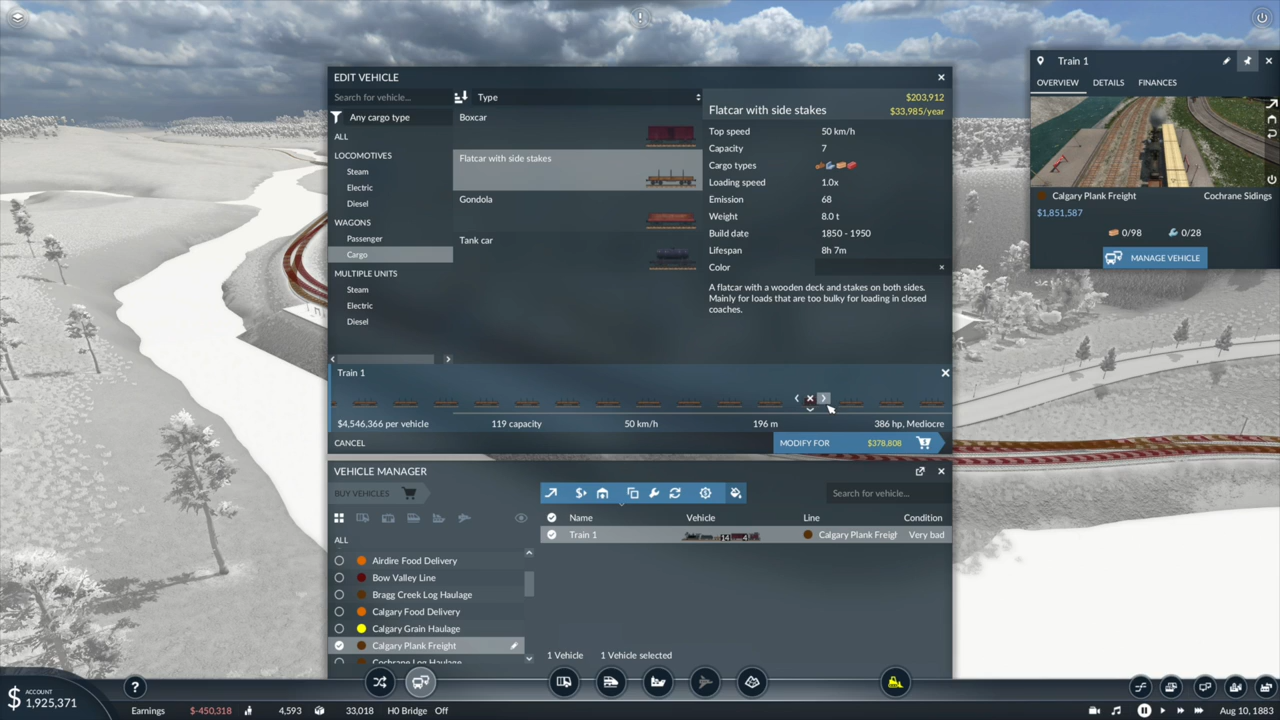 EDIT VEHICLE
Search for vehicle...
Type
Any cargo type
ALL
LOCOMOTIVES
Steam
Electric
Diesel
WAGONS
Passenger
Cargo
MULTIPLE UNITS
Steam
Electric
Diesel
Boxcar
Flatcar with side stakes
Gondola
Tank car
$203,912
Flatcar with side stakes
$33,985/year
Top speed 50 km/h
Capacity 7
Cargo types
Loading speed 1.0x
Emission 68
Weight 8.0 t
Build date 1850 - 1950
Lifespan 8h 7m
Color
A flatcar with a wooden deck and stakes on both sides.
Mainly for loads that are too bulky for loading in closed
coaches.
Train 1
$4,546,366 per vehicle 119 capacity 50 km/h 196 m 386 hp, Mediocre
CANCEL
MODIFY FOR $378,808
Train 1
OVERVIEW DETAILS FINANCES
Calgary Plank Freight Cochrane Sidings
$1,851,587
0/98 0/28
MANAGE VEHICLE
VEHICLE MANAGER
BUY VEHICLES
Search for vehicle...
ALL
Airdire Food Delivery
Bow Valley Line
Bragg Creek Log Haulage
Calgary Food Delivery
Calgary Grain Haulage
Calgary Plank Freight
Cochrane Log Haulage
Name Vehicle Line Condition
Train 1 14 4 Calgary Plank Freigh Very bad
1 Vehicle 1 Vehicle selected
ACCOUNT
$ 1,925,371
?
Earnings $-450,318 4,593 33,018 H0 Bridge Off
Aug 10, 1883